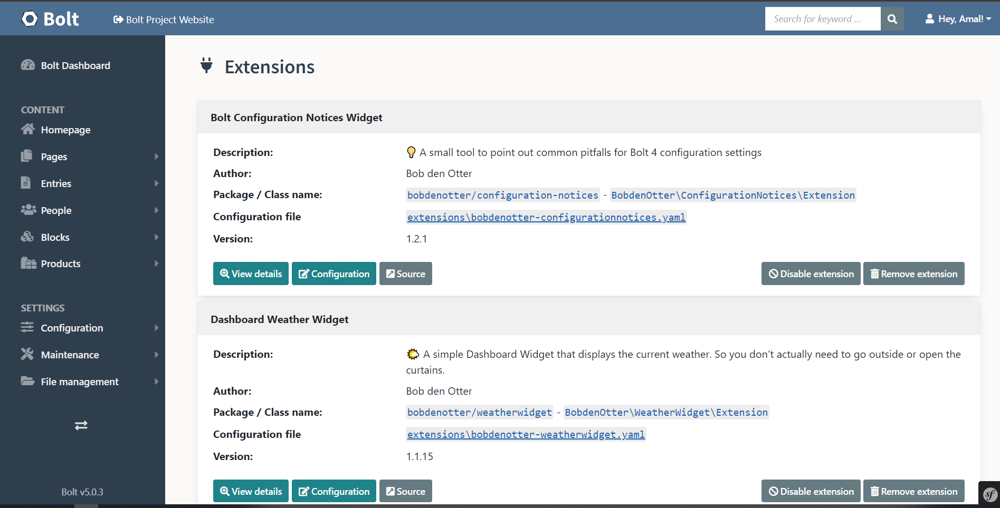 Bolt
Bolt Project Website
Search for keyword ...
Hey, Amal!
Bolt Dashboard
CONTENT
Homepage
Pages
Entries
People
Blocks
Products
SETTINGS
Configuration
Maintenance
File management
Bolt v5.0.3
Extensions
Bolt Configuration Notices Widget
Description:
A small tool to point out common pitfalls for Bolt 4 configuration settings
Author:
Bob den Otter
Package / Class name:
bobdenotter/configuration-notices - BobdenOtter\ConfigurationNotices\Extension
Configuration file
extensions\bobdenotter-configurationnotices.yaml
Version:
1.2.1
View details
Configuration
Source
Disable extension
Remove extension
Dashboard Weather Widget
Description:
A simple Dashboard Widget that displays the current weather. So you don't actually need to go outside or open the
curtains.
Author:
Bob den Otter
Package / Class name:
bobdenotter/weatherwidget - BobdenOtter\WeatherWidget\Extension
Configuration file
extensions\bobdenotter-weatherwidget.yaml
Version:
1.1.15
View details
Configuration
Source
Disable extension
Remove extension
sf